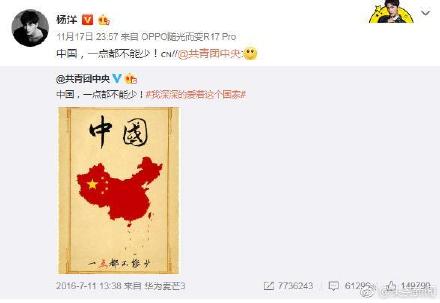 杨洋
11月17日 23:57 来自 OPPO随光而变R17 Pro
中国，一点都不能少！CN//@共青团中央:
@共青团中央
中国，一点都不能少！#我深深的爱着这个国家#
中國
一点都不能少
2016-7-11 13:38 来自 华为麦芒3
7736243